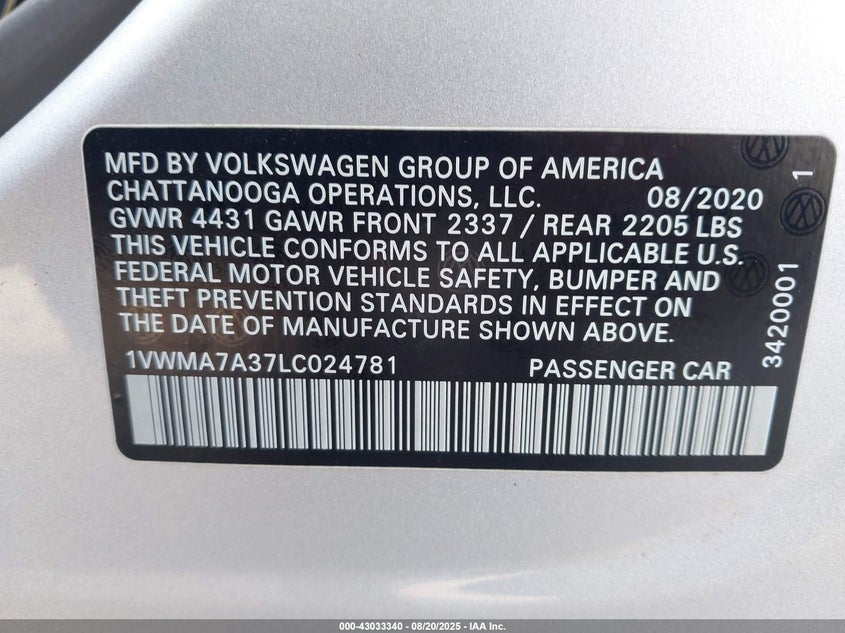 MFD BY VOLKSWAGEN GROUP OF AMERICA
CHATTANOOGA OPERATIONS, LLC. 08/2020
GVWR 4431 GAWR FRONT 2337 / REAR 2205 LBS
THIS VEHICLE CONFORMS TO ALL APPLICABLE U.S.
FEDERAL MOTOR VEHICLE SAFETY, BUMPER AND
THEFT PREVENTION STANDARDS IN EFFECT ON
THE DATE OF MANUFACTURE SHOWN ABOVE.
1VWMA7A37LC024781 PASSENGER CAR
3420001 1
000-43033340 - 08/20/2025 - IAA Inc.